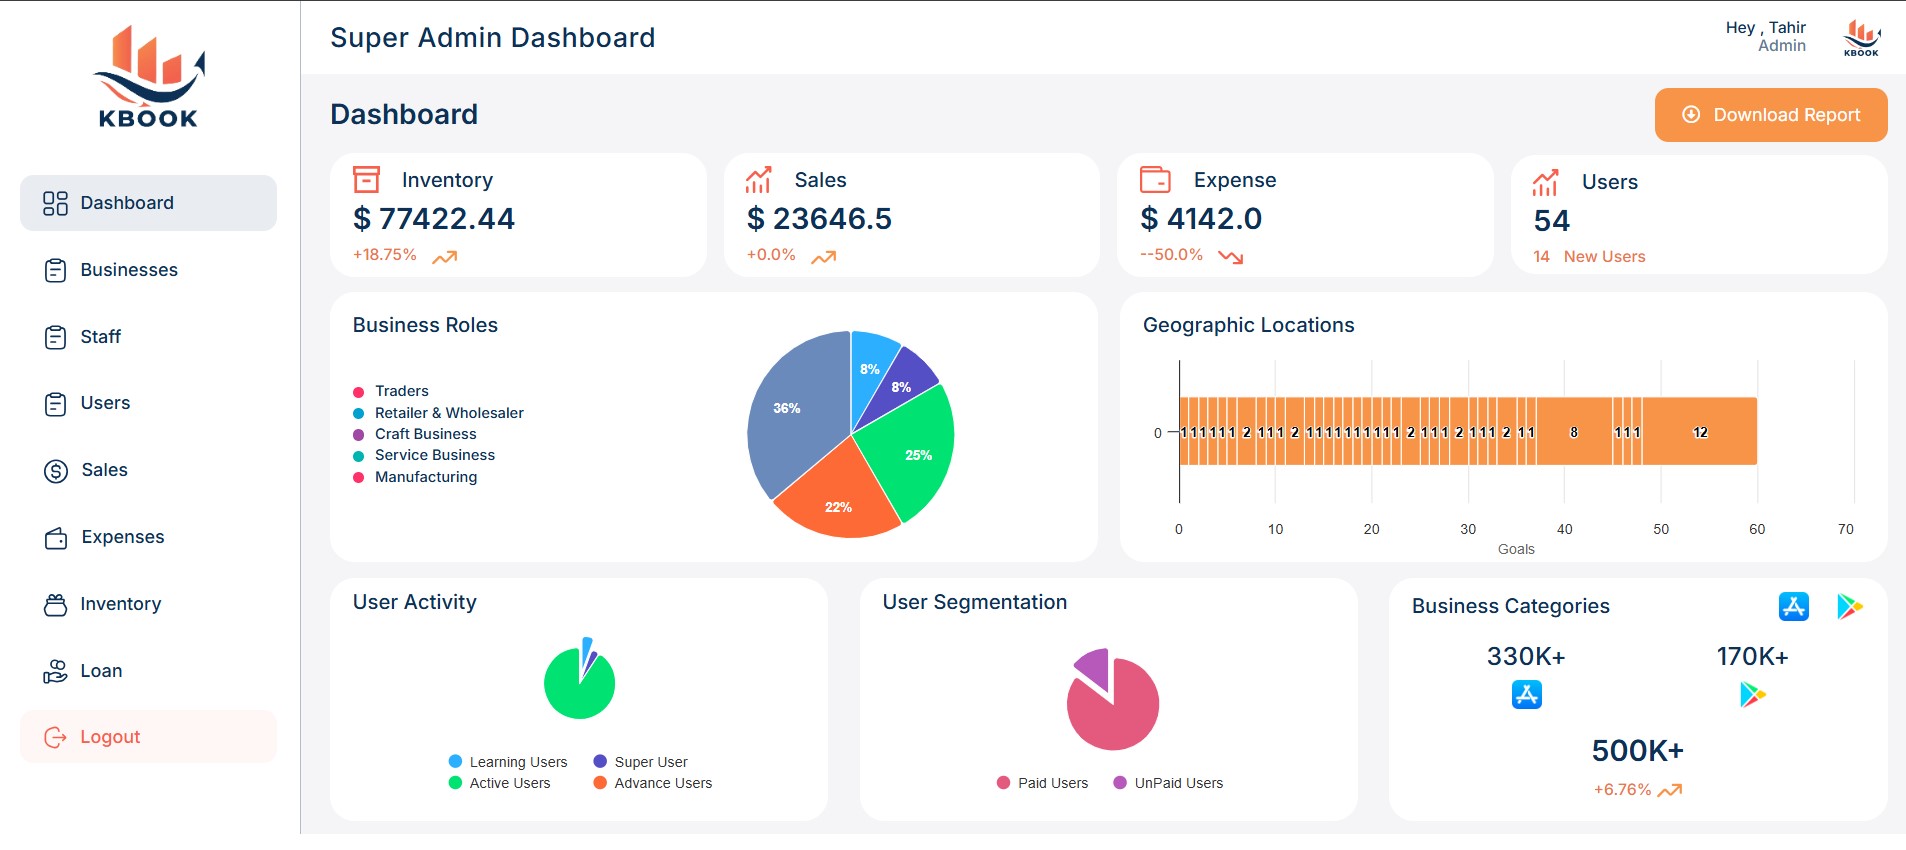 KBOOK
Dashboard
Businesses
Staff
Users
Sales
Expenses
Inventory
Loan
Logout
Super Admin Dashboard
Hey , Tahir
Admin
KBOOK
Dashboard
Download Report
Inventory
$ 77422.44
+18.75%
Sales
$ 23646.5
+0.0%
Expense
$ 4142.0
--50.0%
Users
54
14 New Users
Business Roles
Traders
Retailer & Wholesaler
Craft Business
Service Business
Manufacturing
8%
8%
36%
25%
22%
Geographic Locations
0
1 1 1 1 1 1 2 1 1 1 2 1 1 1 1 1 1 1 1 1 1 2 1 1 1 2 1 1 1 2 1 1 8 1 1 1 12
0 10 20 30 40 50 60 70
Goals
User Activity
Learning Users
Super User
Active Users
Advance Users
User Segmentation
Paid Users
UnPaid Users
Business Categories
330K+
170K+
500K+
+6.76%